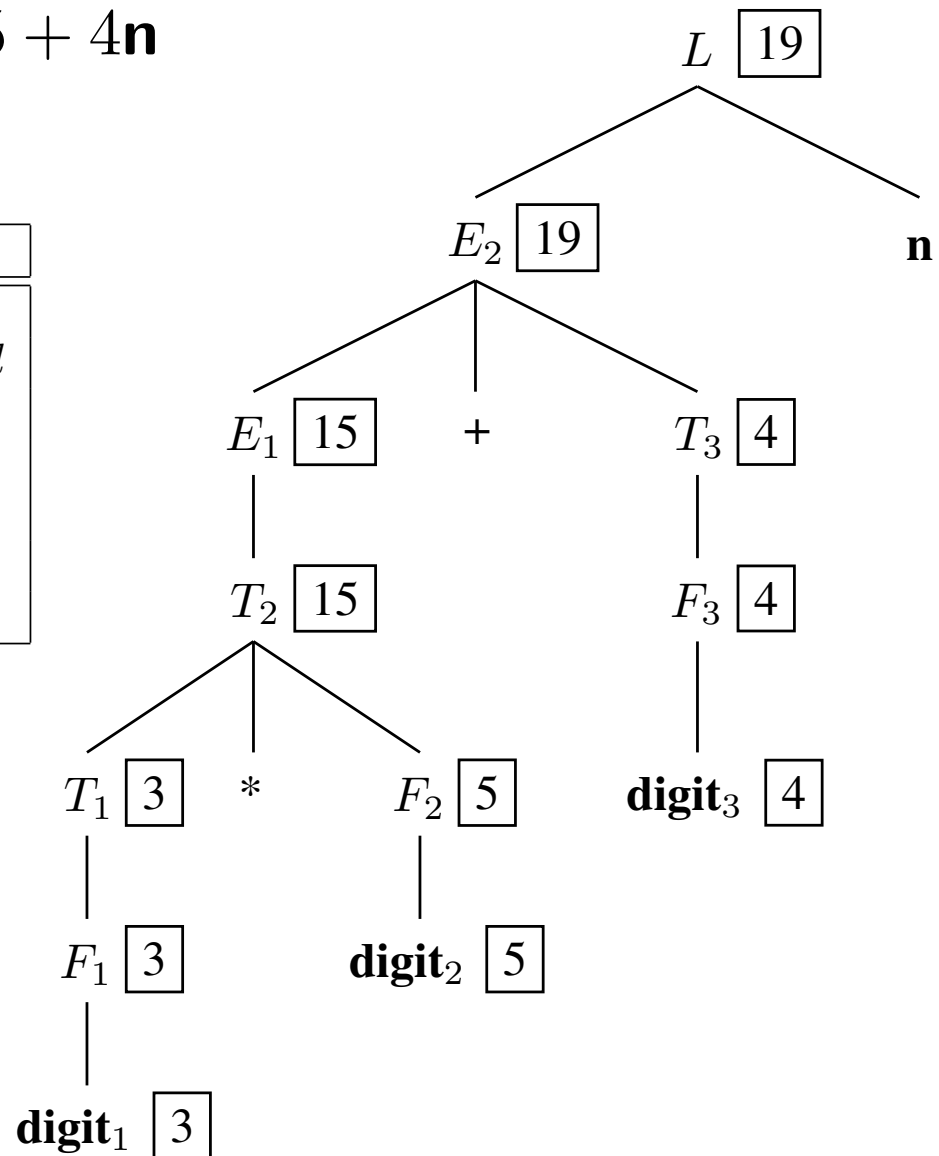 + 4n
L 19
E₂ 19 n
E₁ 15 + T₃ 4
T₂ 15 F₃ 4
T₁ 3 * F₂ 5 digit₃ 4
F₁ 3 digit₂ 5
digit₁ 3